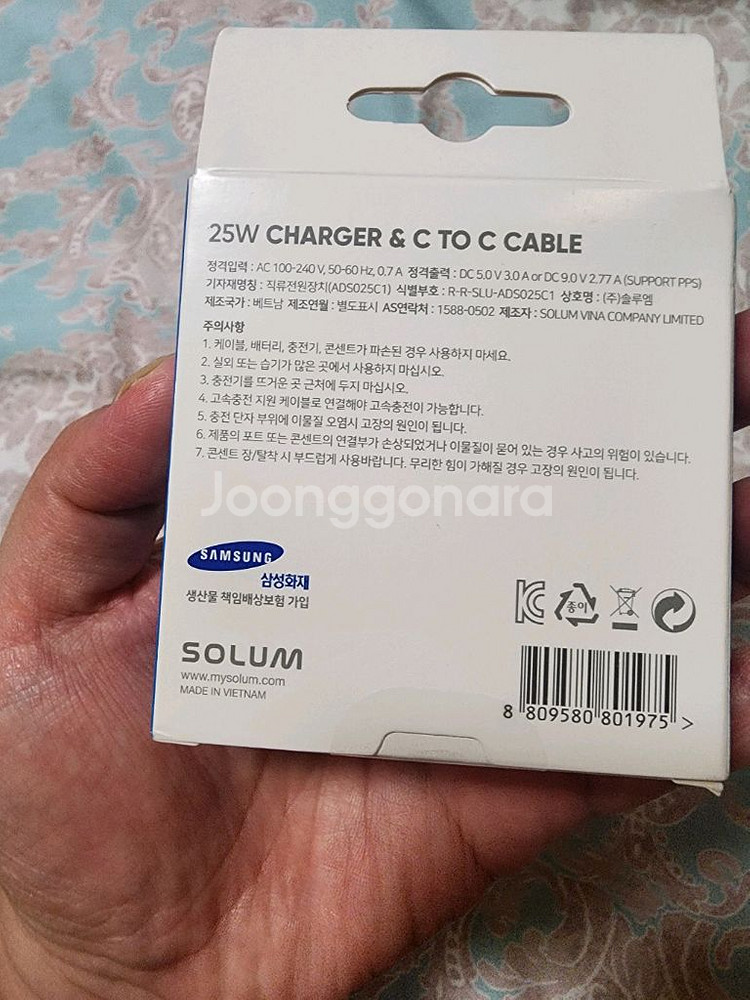 25W CHARGER & C TO C CABLE
정격입력 : AC 100-240 V, 50-60 Hz, 0.7 A 정격출력 : DC 5.0 V 3.0 A or DC 9.0 V 2.77 A (SUPPORT PPS)
기자재명칭 : 직류전원장치(ADS025C1) 식별부호 : R-R-SLU-ADS025C1 상호명 : (주)솔루엠
제조국가 : 베트남 제조연월 : 별도표시 AS연락처 : 1588-0502 제조자 : SOLUM VINA COMPANY LIMITED
주의사항
1. 케이블, 배터리, 충전기, 콘센트가 파손된 경우 사용하지 마세요.
2. 실외 또는 습기가 많은 곳에서 사용하지 마십시오.
3. 충전기를 뜨거운 곳 근처에 두지 마십시오.
4. 고속충전 지원 케이블로 연결해야 고속충전이 가능합니다.
5. 충전 단자 부위에 이물질 오염시 고장의 원인이 됩니다.
6. 제품의 포트 또는 콘센트의 연결부가 손상되었거나 이물질이 묻어 있는 경우 사고의 위험이 있습니다.
7. 콘센트 장/탈착 시 부드럽게 사용바랍니다. 무리한 힘이 가해질 경우 고장의 원인이 됩니다.
Joonggonara
SAMSUNG
삼성화재
생산물 책임배상보험 가입
종이
SOLUM
www.mysolum.com
MADE IN VIETNAM
8 809580 801975 >